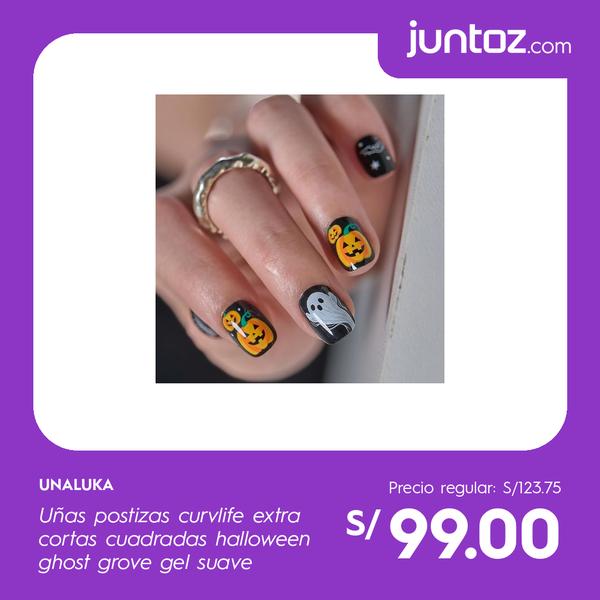 juntoz.com
UNALUKA
Uñas postizas curvlife extra
cortas cuadradas halloween
ghost grove gel suave
Precio regular: S/123.75
S/99.00